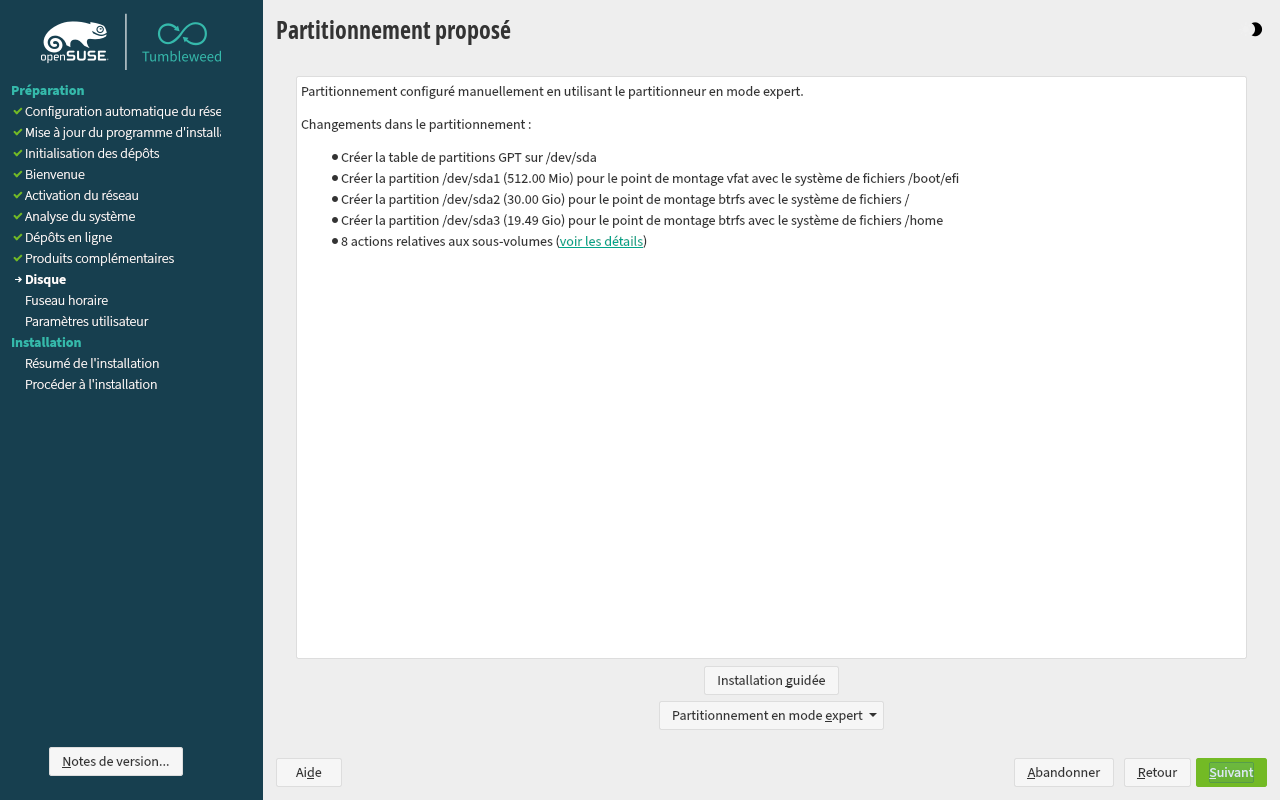 openSUSE
Tumbleweed
Partitionnement proposé
Préparation
Configuration automatique du rése
Mise à jour du programme d'install
Initialisation des dépôts
Bienvenue
Activation du réseau
Analyse du système
Dépôts en ligne
Produits complémentaires
Disque
Fuseau horaire
Paramètres utilisateur
Installation
Résumé de l'installation
Procéder à l'installation
Notes de version...
Partitionnement configuré manuellement en utilisant le partitionneur en mode expert.
Changements dans le partitionnement :
Créer la table de partitions GPT sur /dev/sda
Créer la partition /dev/sda1 (512.00 Mio) pour le point de montage vfat avec le système de fichiers /boot/efi
Créer la partition /dev/sda2 (30.00 Gio) pour le point de montage btrfs avec le système de fichiers /
Créer la partition /dev/sda3 (19.49 Gio) pour le point de montage btrfs avec le système de fichiers /home
8 actions relatives aux sous-volumes (voir les détails)
Installation guidée
Partitionnement en mode expert
Aide
Abandonner
Retour
Suivant